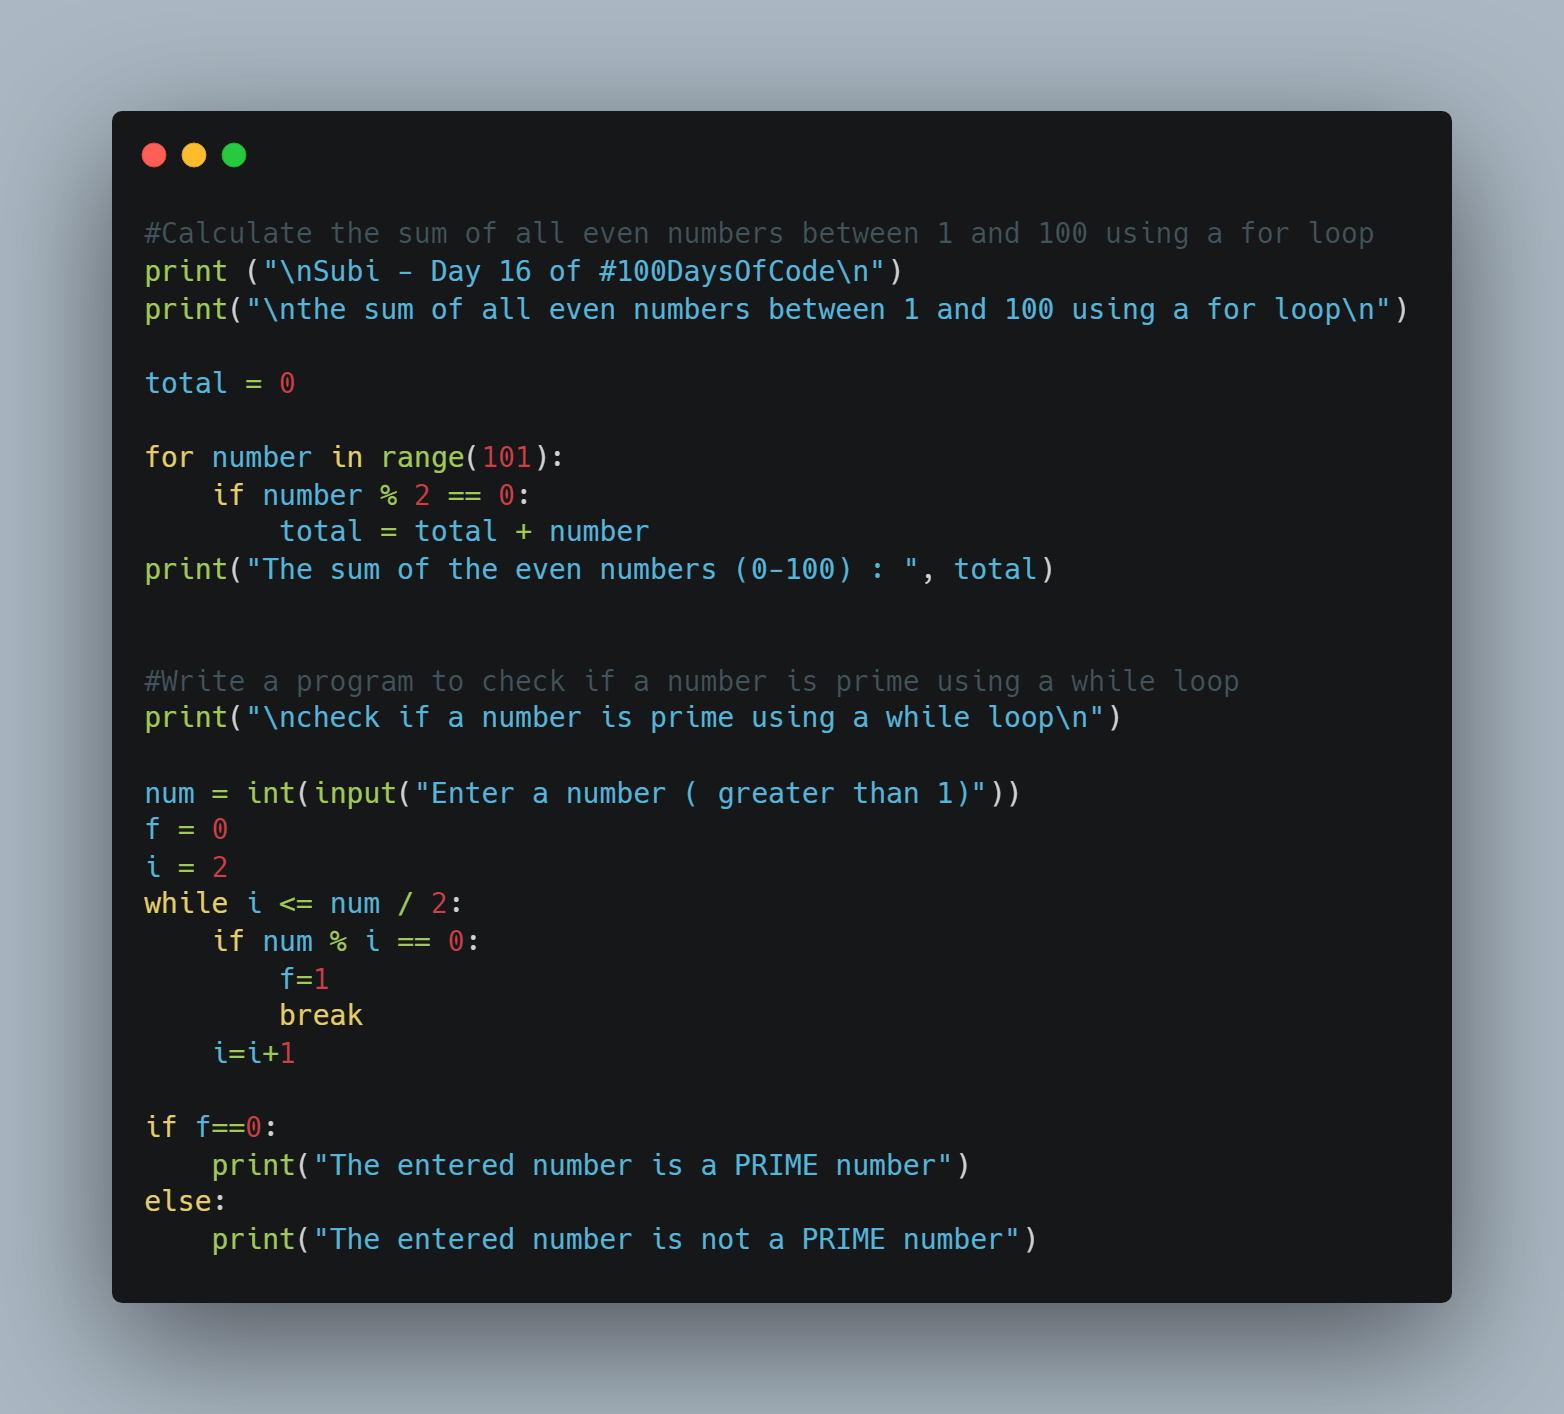 #Calculate the sum of all even numbers between 1 and 100 using a for loop
print ("\nSubi - Day 16 of #100DaysOfCode\n")
print("\nthe sum of all even numbers between 1 and 100 using a for loop\n")

total = 0

for number in range(101):
    if number % 2 == 0:
        total = total + number
print("The sum of the even numbers (0-100) : ", total)


#Write a program to check if a number is prime using a while loop
print("\ncheck if a number is prime using a while loop\n")

num = int(input("Enter a number ( greater than 1)"))
f = 0
i = 2
while i <= num / 2:
    if num % i == 0:
        f=1
        break
    i=i+1

if f==0:
    print("The entered number is a PRIME number")
else:
    print("The entered number is not a PRIME number")